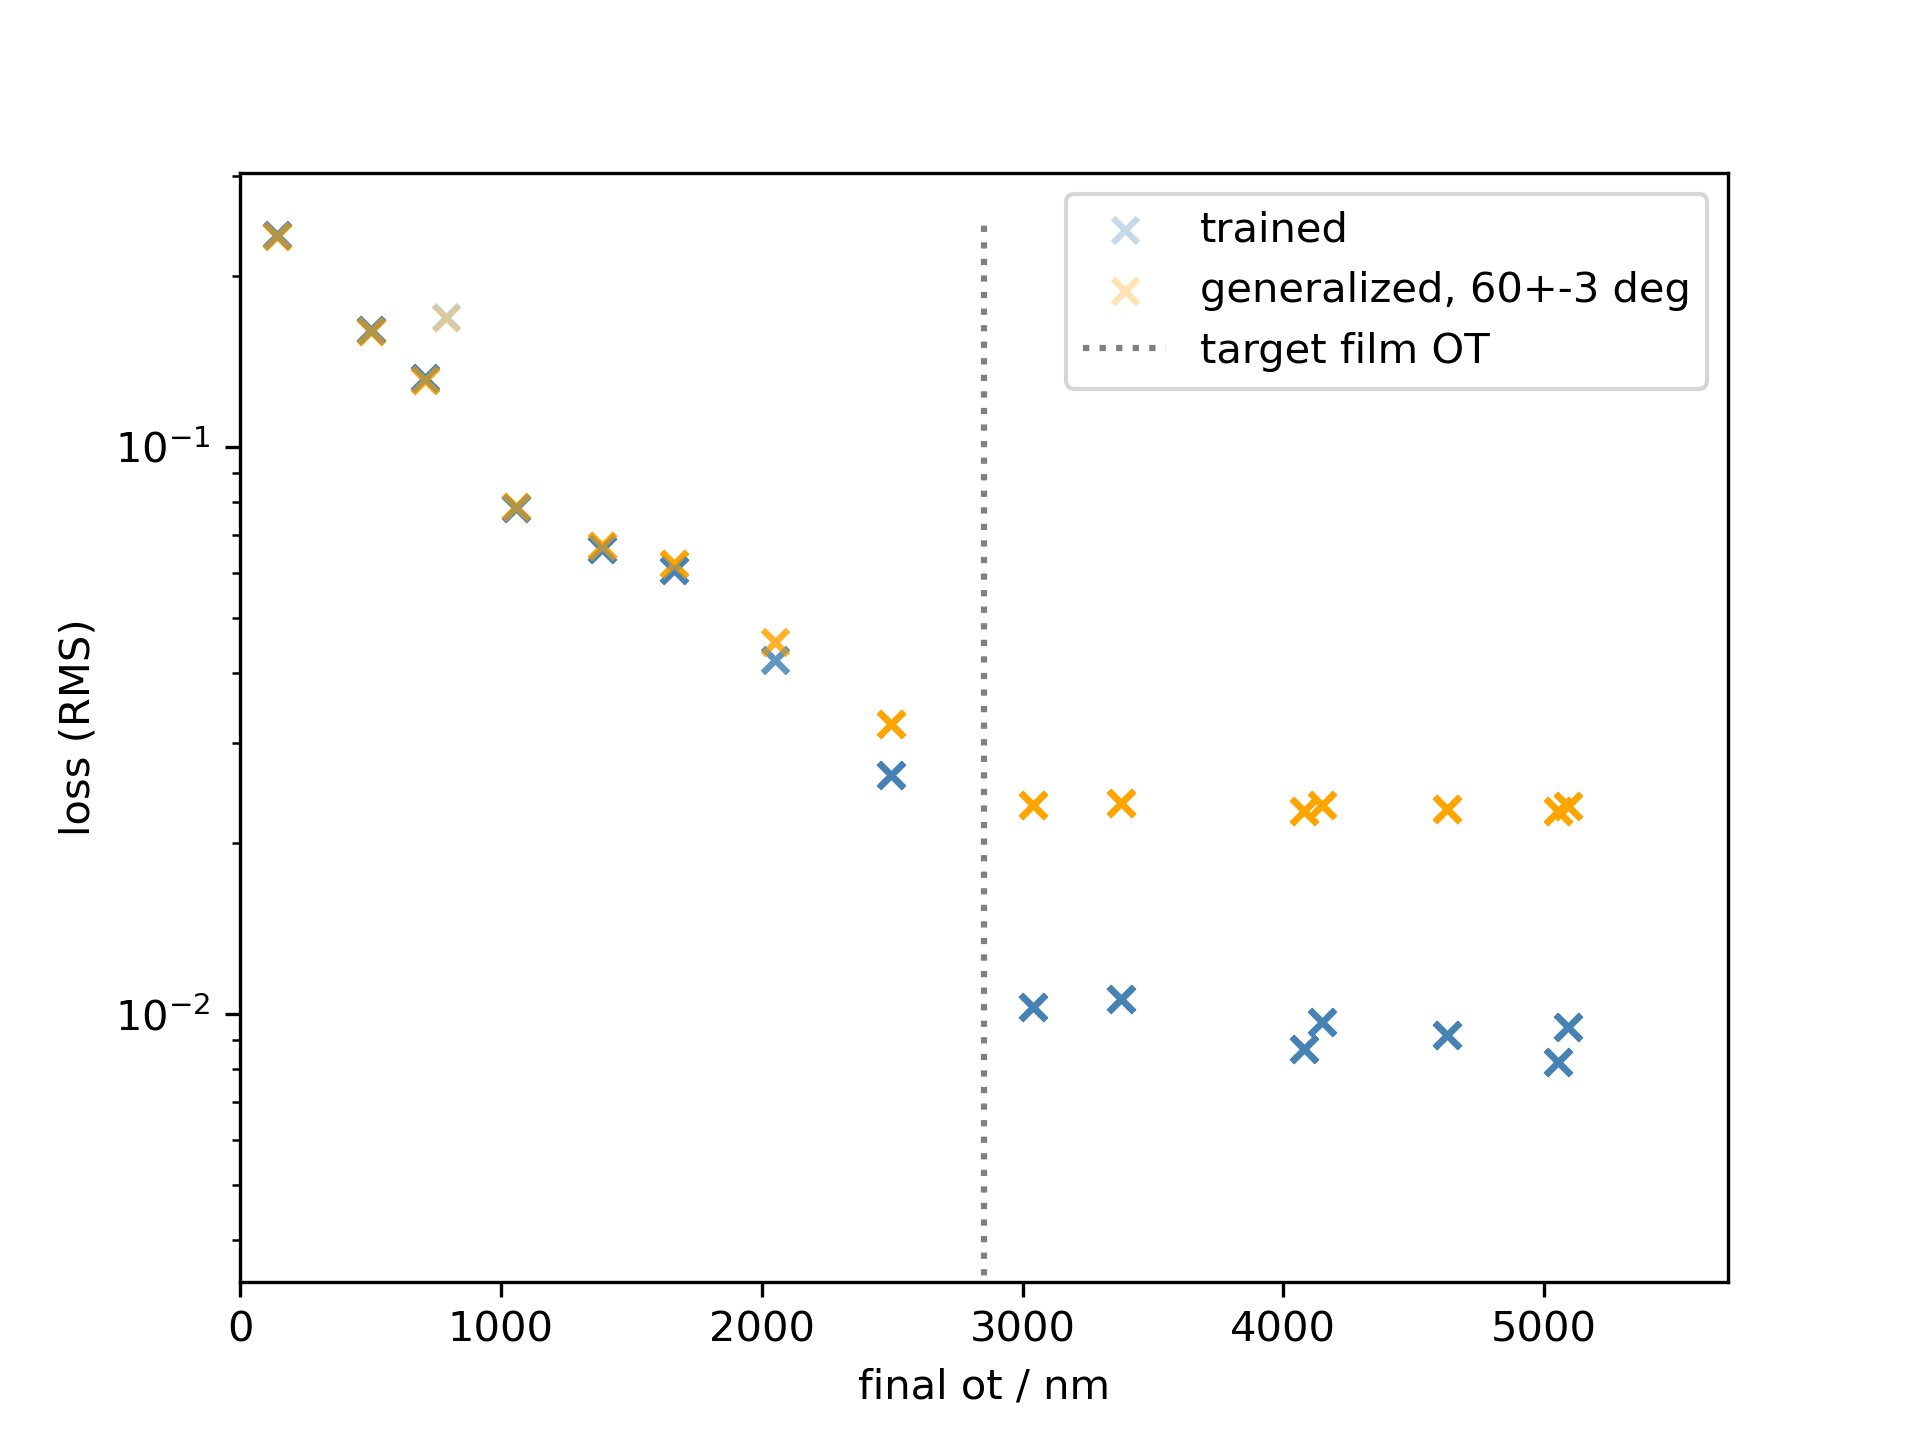 trained
generalized, 60+-3 deg
target film OT
10⁻¹
10⁻²
loss (RMS)
0 1000 2000 3000 4000 5000
final ot / nm